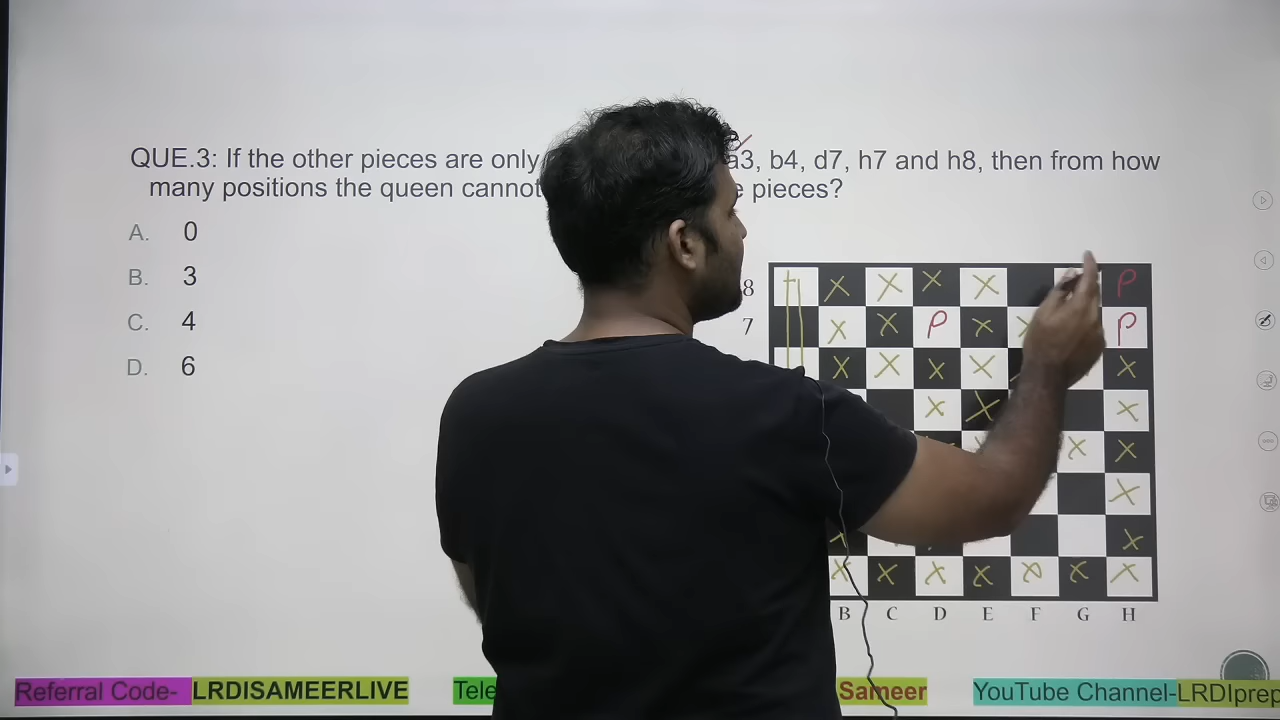 QUE.3: If the other pieces are only a3, b4, d7, h7 and h8, then from how
many positions the queen cannot pieces?
A. 0
B. 3
C. 4
D. 6
8 X X X X P
7 X X P X X P
X X X X X
X X X
X X
X
X
X X X X X X X
B C D E F G H
Referral Code- LRDISAMEERLIVE Tele Sameer YouTube Channel-LRDIprep